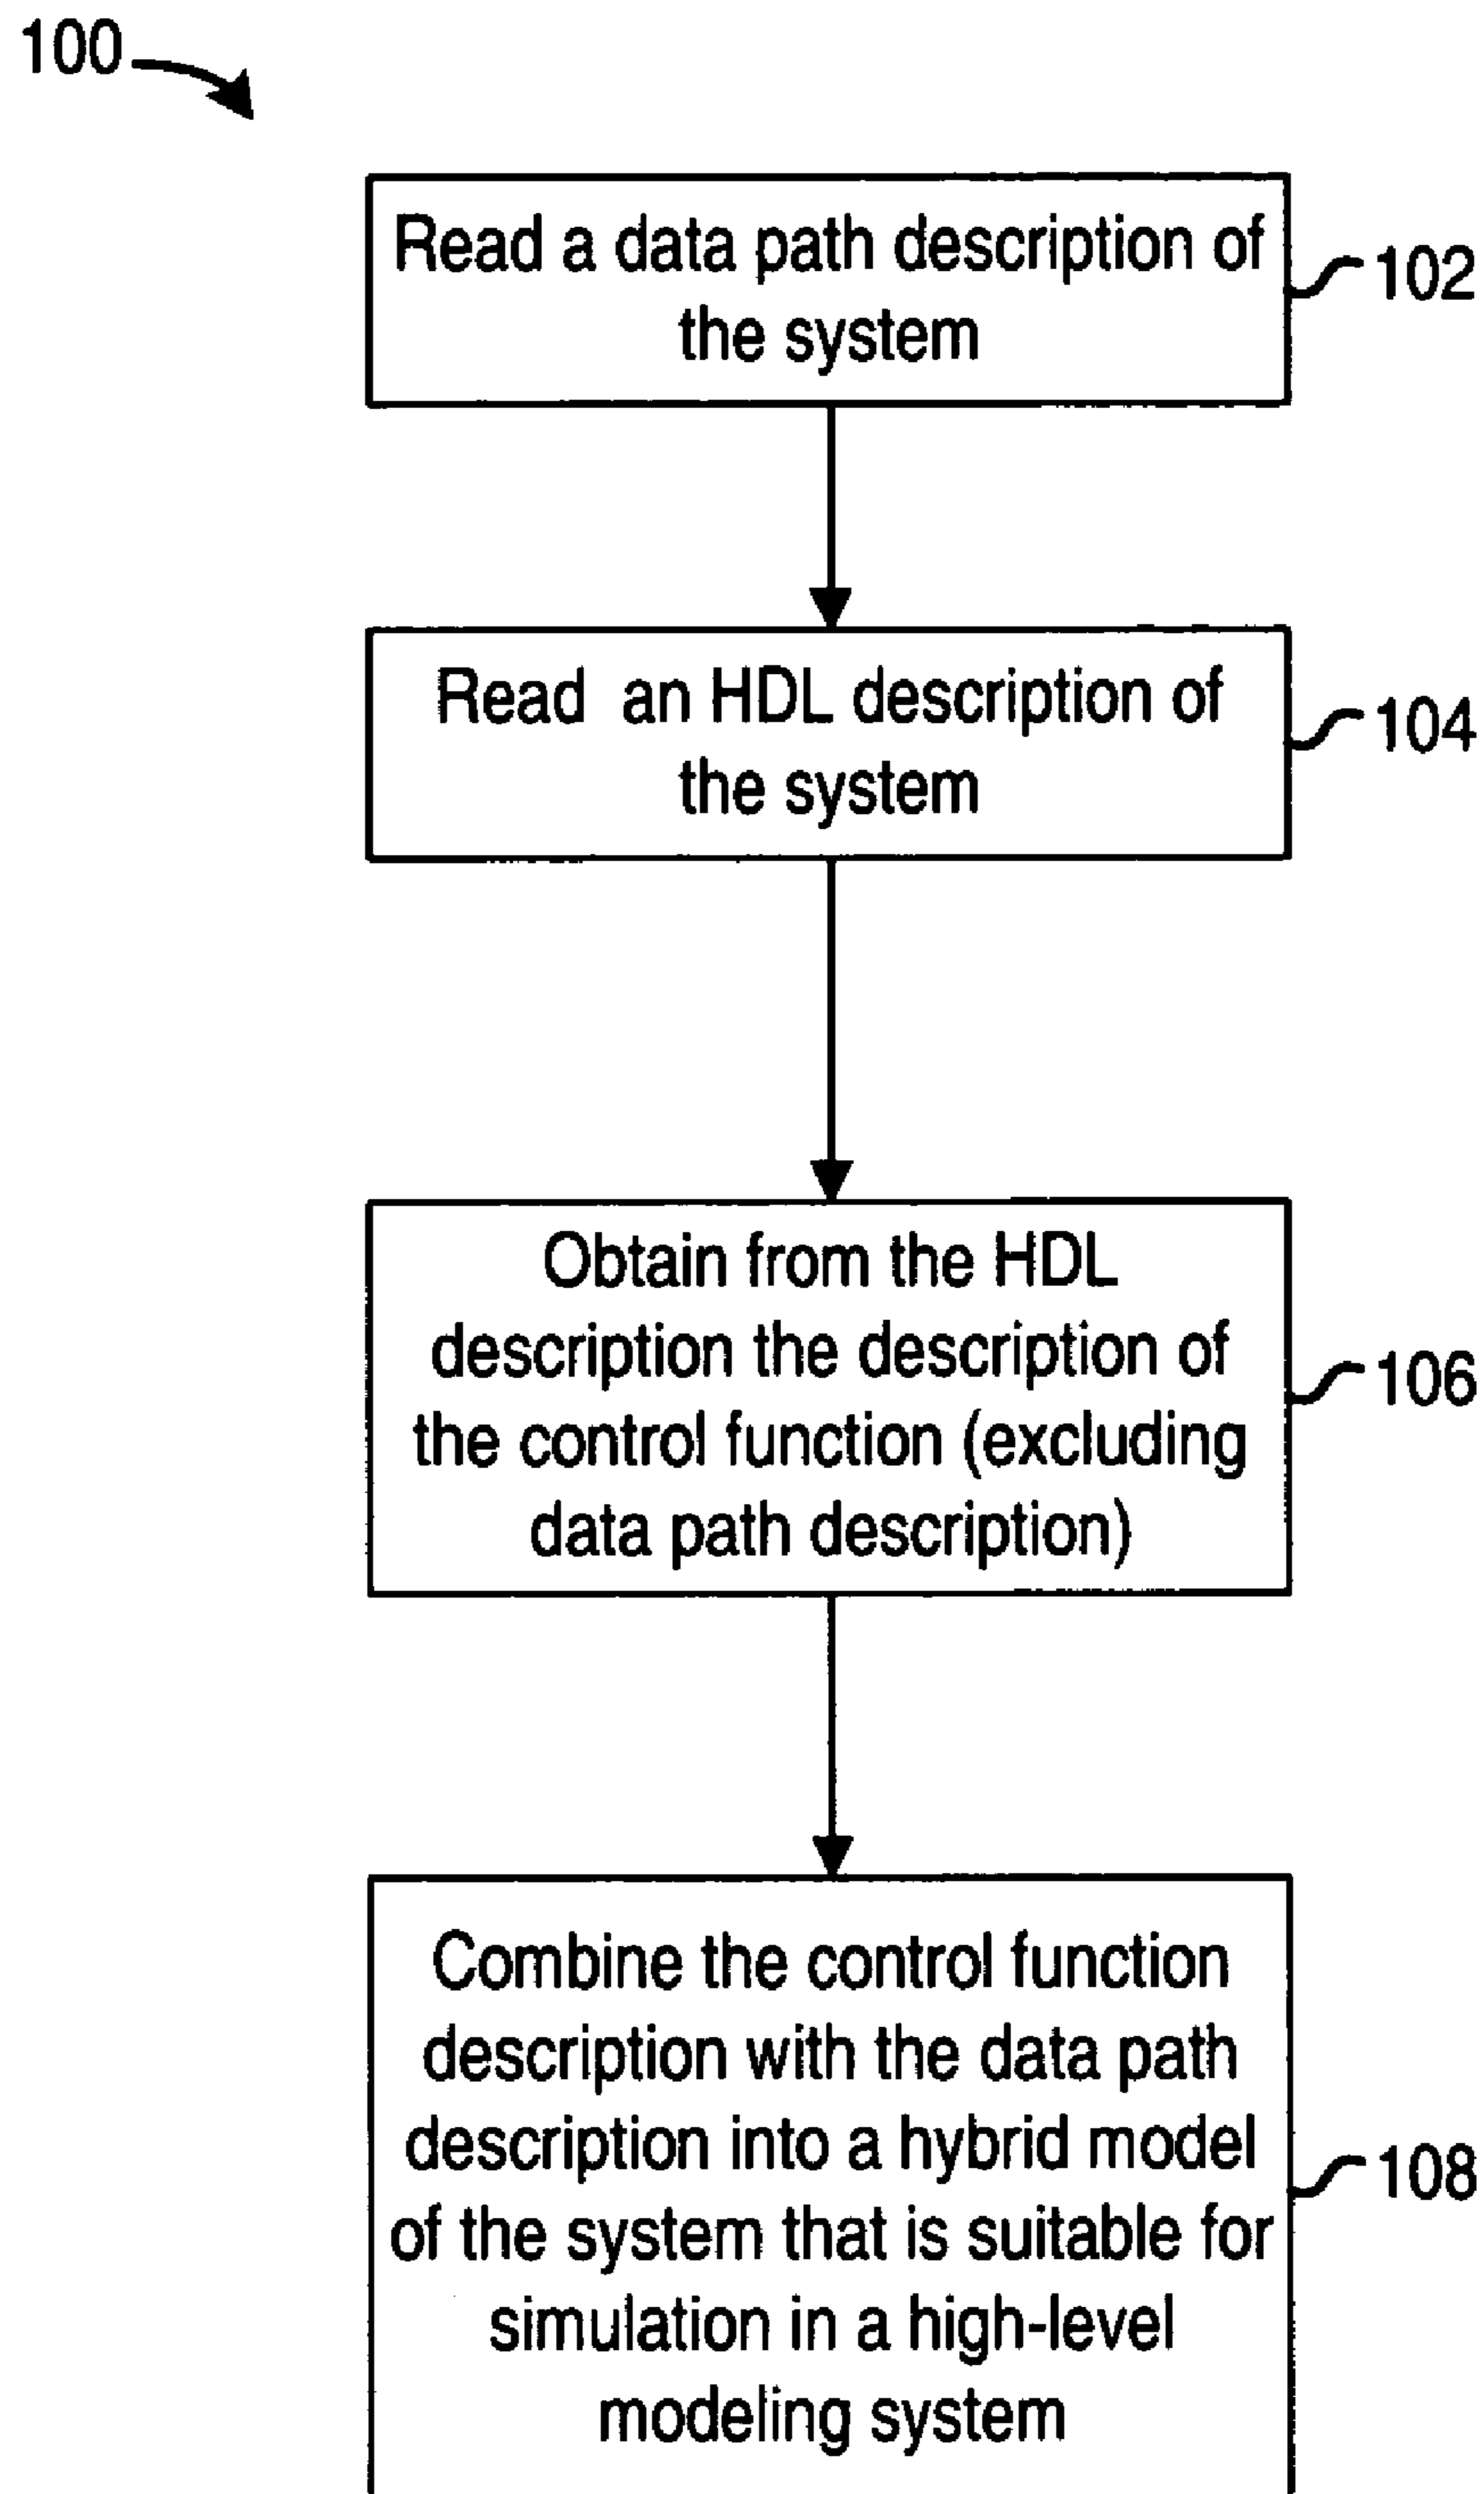 100
Read a data path description of
the system
102
Read an HDL description of
the system
104
Obtain from the HDL
description the description of
the control function (excluding
data path description)
106
Combine the control function
description with the data path
description into a hybrid model
of the system that is suitable for
simulation in a high-level
modeling system
108